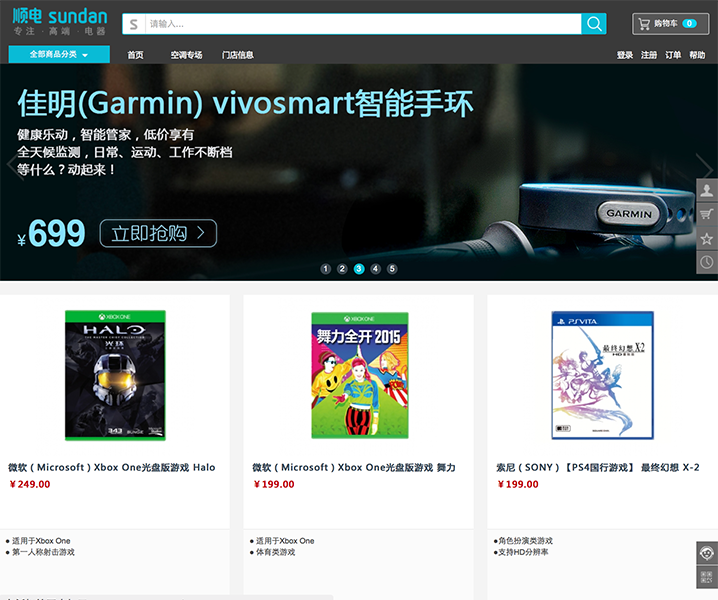 顺电 sundan
专注 · 高端 · 电器
S 请输入...
购物车 0
全部商品分类
首页 空调专场 门店信息
登录 注册 订单 帮助
佳明(Garmin) vivosmart智能手环
健康乐动，智能管家，低价享有
全天候监测，日常、运动、工作不断档
等什么？动起来！
¥699
立即抢购 >
GARMIN
1 2 3 4 5
XBOX ONE
HALO
THE MASTER CHIEF COLLECTION
光环
343
BUNGIE
XBOX ONE
舞力全开 2015
PSVITA
最终幻想 X-2
HD
SQUARE ENIX
微软（Microsoft）Xbox One光盘版游戏 Halo
￥249.00
微软（Microsoft）Xbox One光盘版游戏 舞力
￥199.00
索尼（SONY）【PS4国行游戏】 最终幻想 X-2
￥199.00
● 适用于Xbox One
● 第一人称射击游戏
● 适用于Xbox One
● 体育类游戏
●角色扮演类游戏
●支持HD分辨率